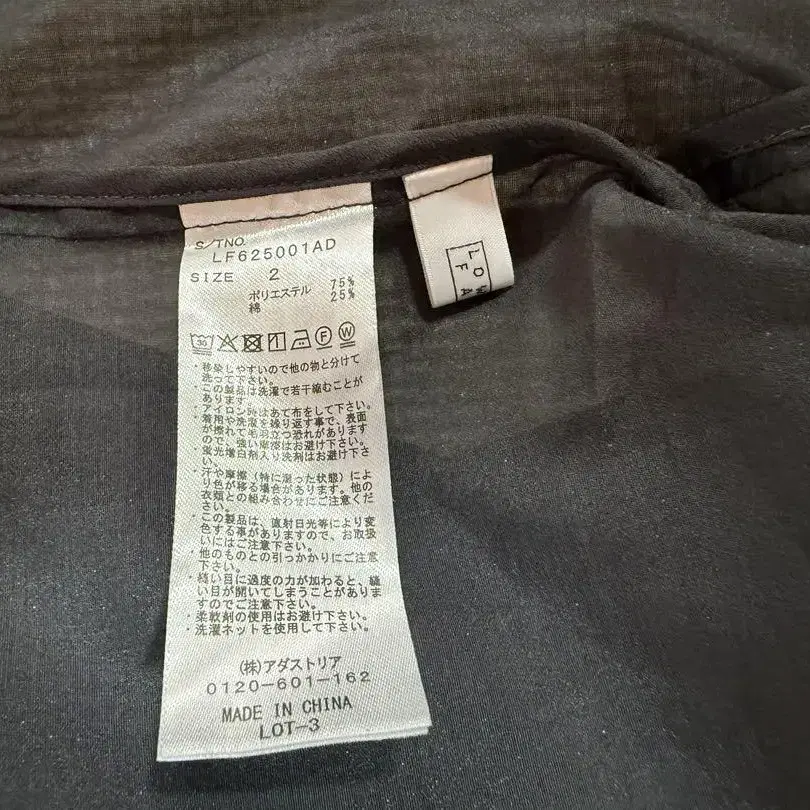 S/TNO.
LF625001AD
SIZE 2
ポリエステル 75%
綿 25%
30 F W
・移染しやすいので他の物と分けて
洗って下さい。
・この製品は洗濯で若干縮むことが
あります。
・アイロン時はあて布をして下さい。
・着用や洗濯を繰り返す事で、表面
が擦れて毛羽立つ恐れがあります
ので、強い摩擦はお避け下さい。
・蛍光増白剤入り洗剤はお避け下さ
い。
・汗や摩擦(特に湿った状態)によ
り色が移る場合があります。他の
衣類との組み合わせにご注意くだ
さい。
・この製品は、直射日光等により変
色する事がありますので、お取扱
いにはご注意下さい。
・他のものとの引っかかりにご注意
下さい。
・縫い目に過度の力が加わると、縫
い目が開いてしまうことがありま
すのでご注意下さい。
・柔軟剤の使用はお避け下さい。
・洗濯ネットを使用して下さい。
(株)アダストリア
0120-601-162
MADE IN CHINA
LOT-3
L O W
F A